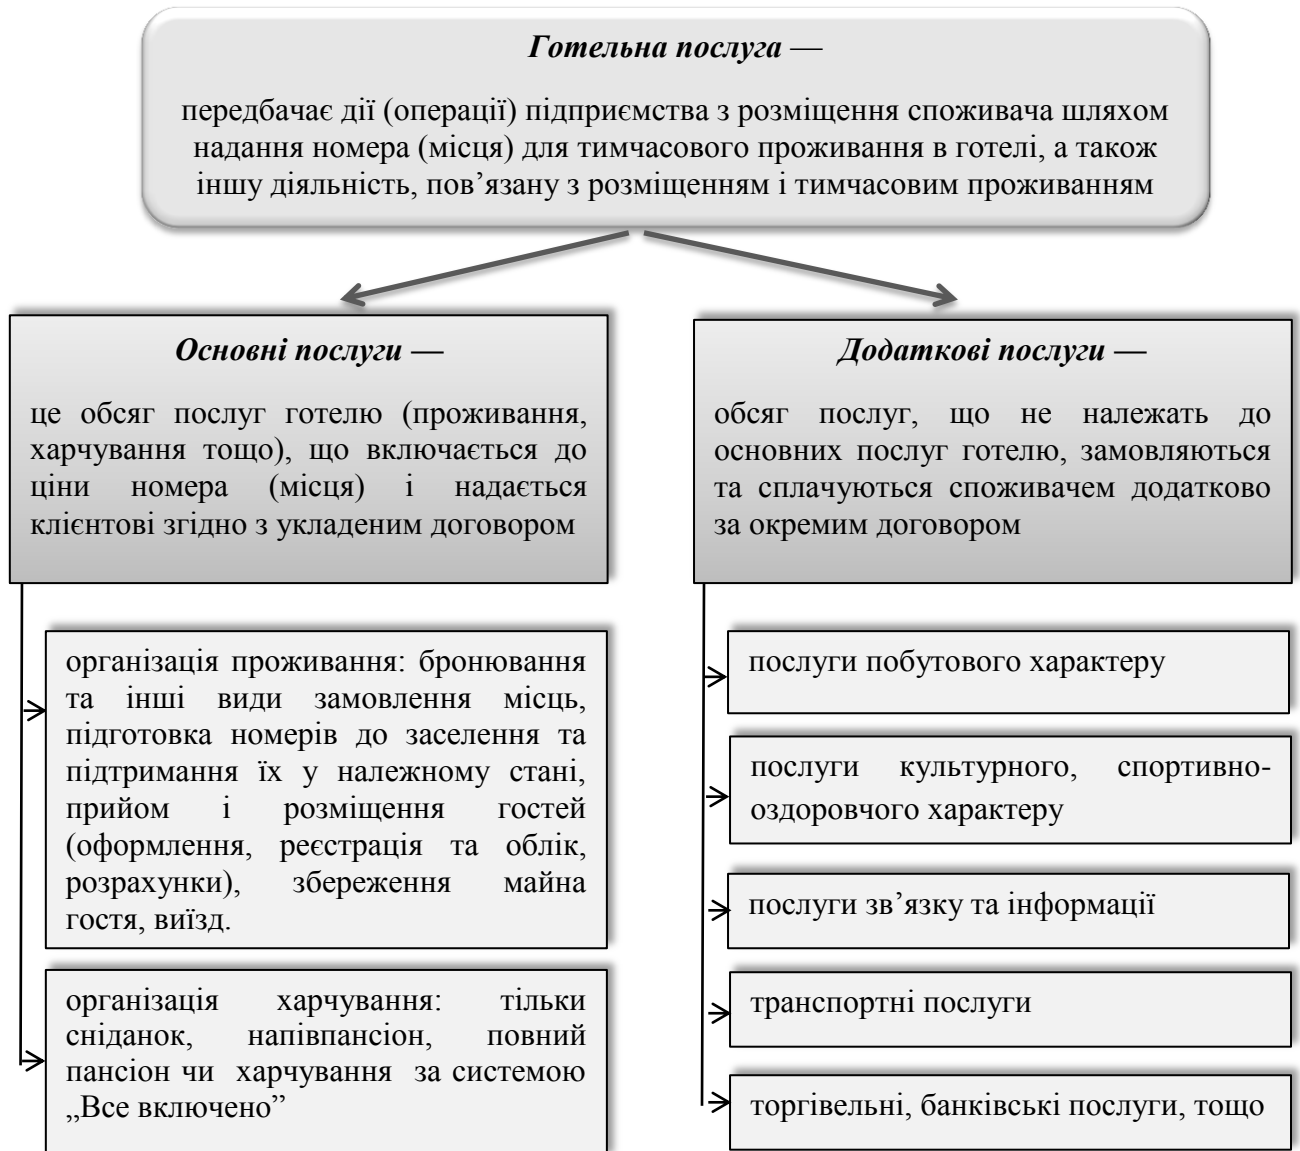 Готельна послуга —
передбачає дії (операції) підприємства з розміщення споживача шляхом
надання номера (місця) для тимчасового проживання в готелі, а також
іншу діяльність, пов’язану з розміщенням і тимчасовим проживанням
Основні послуги —
це обсяг послуг готелю (проживання,
харчування тощо), що включається до
ціни номера (місця) і надається
клієнтові згідно з укладеним договором
організація проживання: бронювання
та інші види замовлення місць,
підготовка номерів до заселення та
підтримання їх у належному стані,
прийом і розміщення гостей
(оформлення, реєстрація та облік,
розрахунки), збереження майна
гостя, виїзд.
організація харчування: тільки
сніданок, напівпансіон, повний
пансіон чи харчування за системою
„Все включено”
Додаткові послуги —
обсяг послуг, що не належать до
основних послуг готелю, замовляються
та сплачуються споживачем додатково
за окремим договором
послуги побутового характеру
послуги культурного, спортивно-
оздоровчого характеру
послуги зв’язку та інформації
транспортні послуги
торгівельні, банківські послуги, тощо